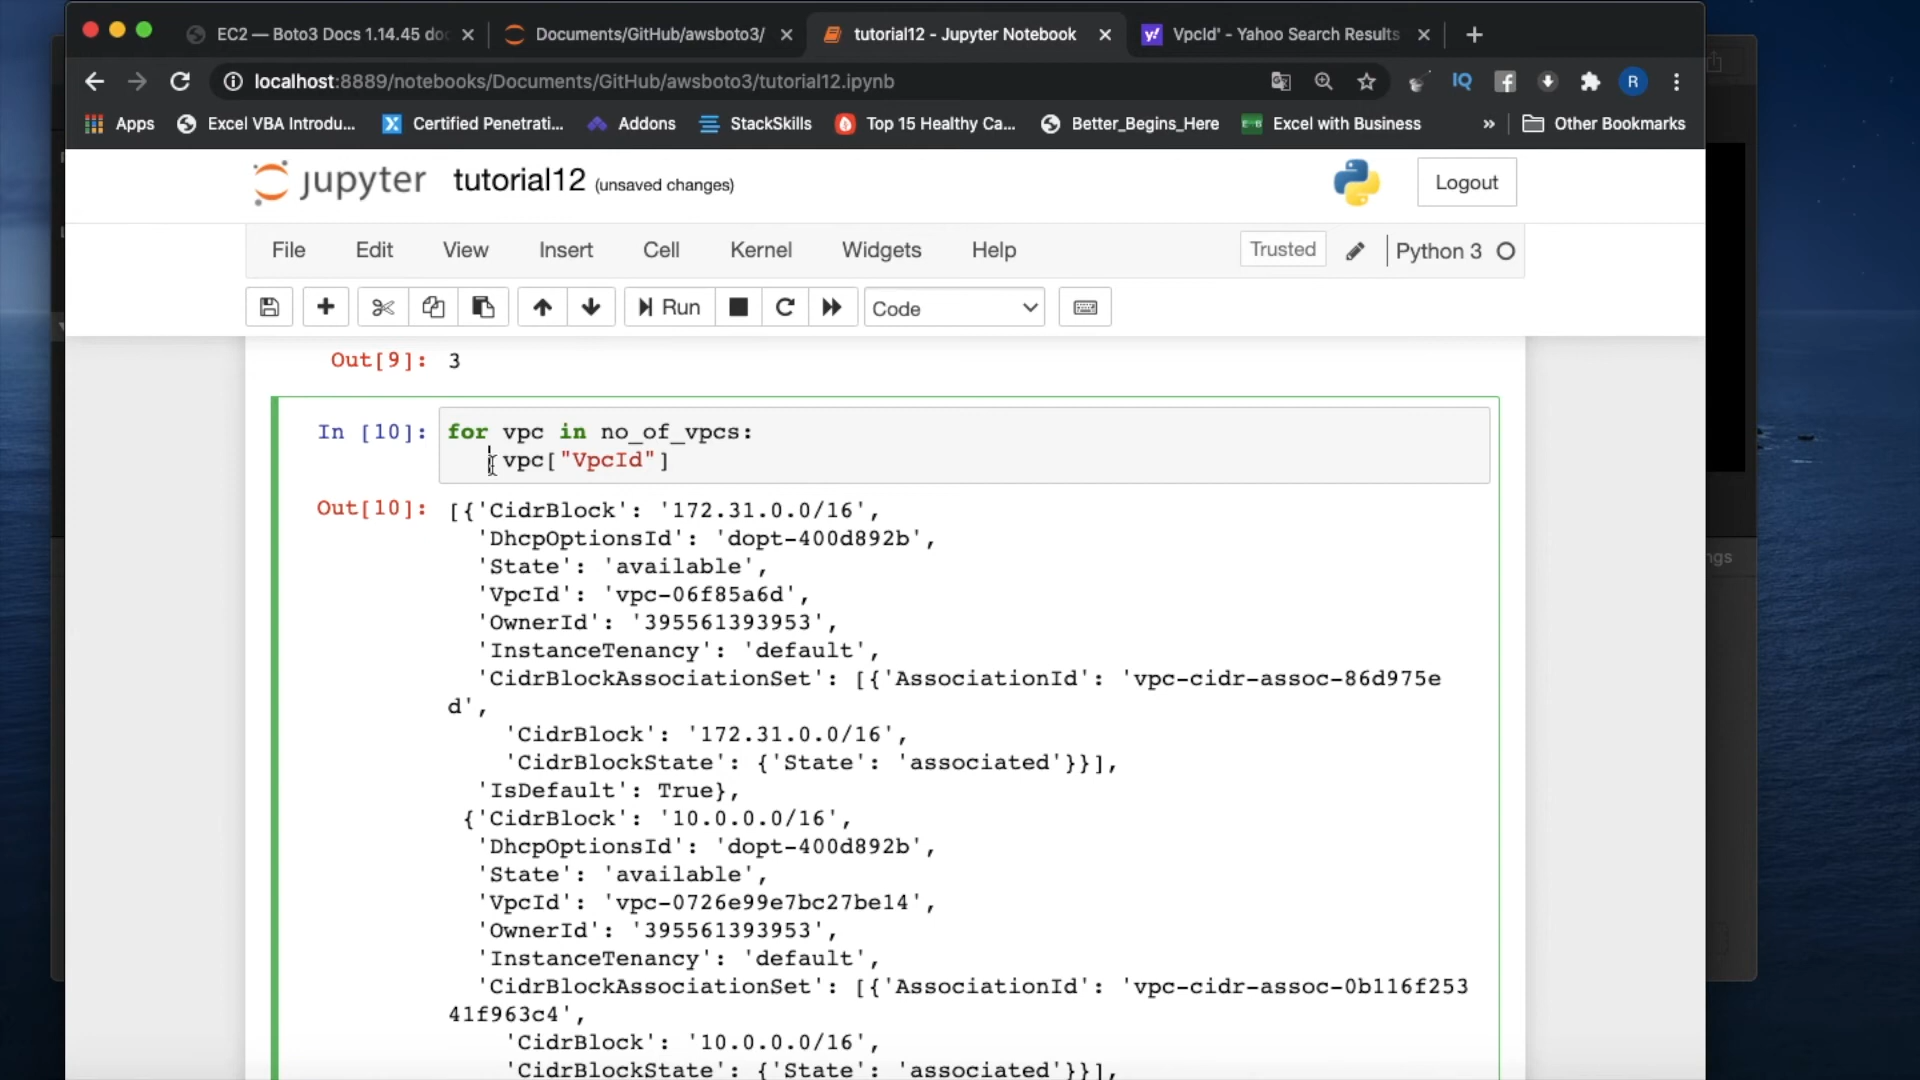 EC2 — Boto3 Docs 1.14.45 doc
Documents/GitHub/awsboto3/
tutorial12 - Jupyter Notebook
VpcId' - Yahoo Search Results
localhost:8889/notebooks/Documents/GitHub/awsboto3/tutorial12.ipynb
IQ
R
Apps
Excel VBA Introdu...
Certified Penetrati...
Addons
StackSkills
Top 15 Healthy Ca...
Better_Begins_Here
Excel with Business
»
Other Bookmarks
jupyter
tutorial12 (unsaved changes)
Logout
File Edit View Insert Cell Kernel Widgets Help
Trusted
Python 3
Run
Code
Out[9]: 3
In [10]: for vpc in no_of_vpcs:
vpc["VpcId"]
Out[10]: [{'CidrBlock': '172.31.0.0/16',
'DhcpOptionsId': 'dopt-400d892b',
'State': 'available',
'VpcId': 'vpc-06f85a6d',
'OwnerId': '395561393953',
'InstanceTenancy': 'default',
'CidrBlockAssociationSet': [{'AssociationId': 'vpc-cidr-assoc-86d975e
d',
'CidrBlock': '172.31.0.0/16',
'CidrBlockState': {'State': 'associated'}}],
'IsDefault': True},
{'CidrBlock': '10.0.0.0/16',
'DhcpOptionsId': 'dopt-400d892b',
'State': 'available',
'VpcId': 'vpc-0726e99e7bc27be14',
'OwnerId': '395561393953',
'InstanceTenancy': 'default',
'CidrBlockAssociationSet': [{'AssociationId': 'vpc-cidr-assoc-0b116f253
41f963c4',
'CidrBlock': '10.0.0.0/16',
'CidrBlockState': {'State': 'associated'}}],
ngs